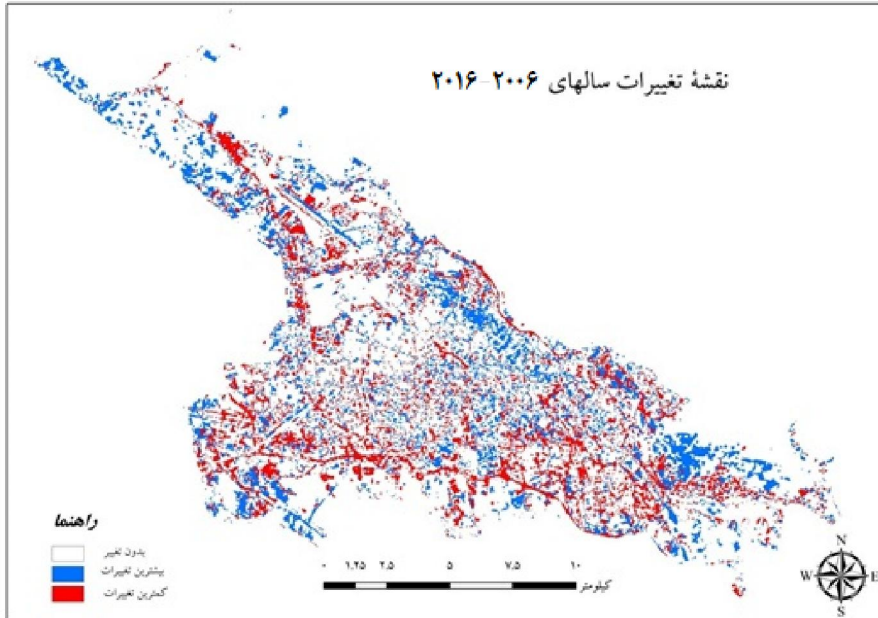 نقشهٔ تغییرات سالهای ۲۰۰۶-۲۰۱۶
راهنما
بدون تغییر
بیشترین تغییرات
کمترین تغییرات
۰ ۱.۲۵ ۲.۵ ۵ ۷.۵ ۱۰
کیلومتر
N
W E
S